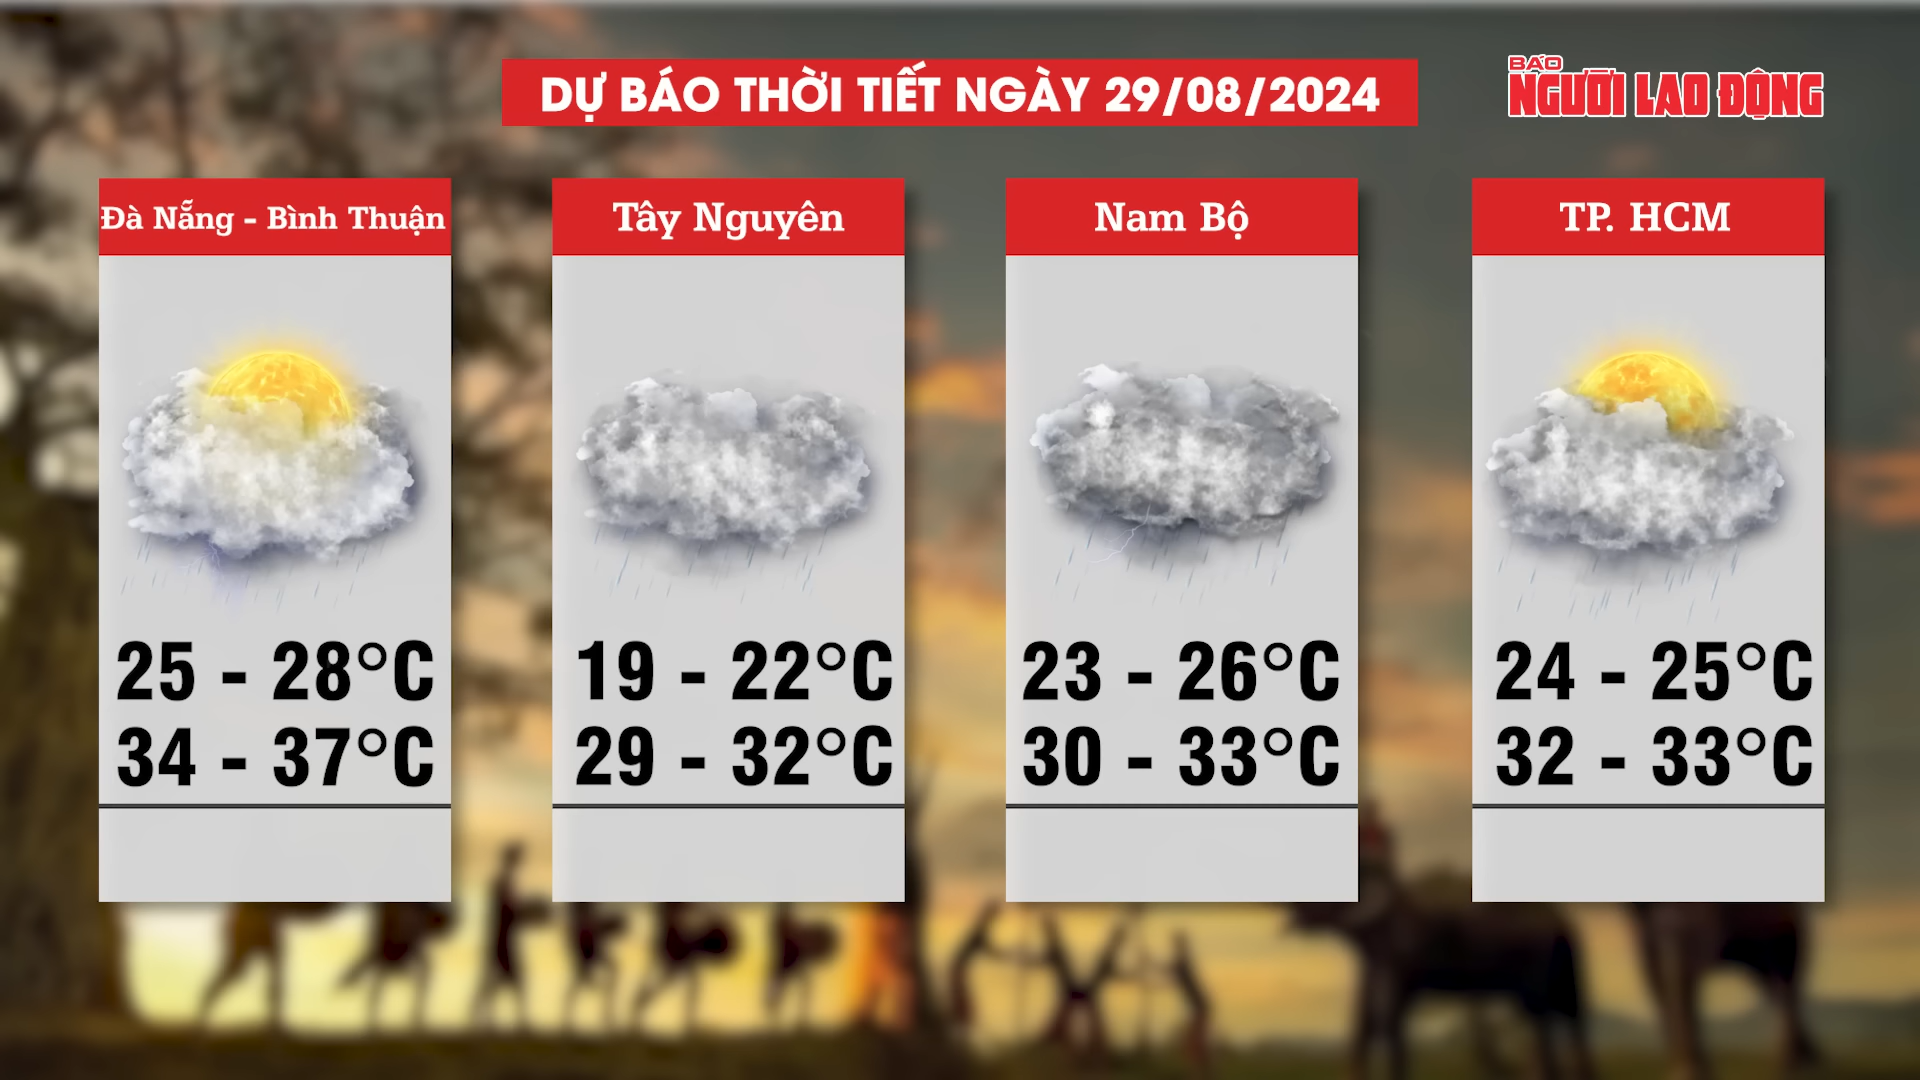 DỰ BÁO THỜI TIẾT NGÀY 29/08/2024
BÁO
NGƯỜI LAO ĐỘNG
Đà Nẵng - Bình Thuận
25 - 28°C
34 - 37°C
Tây Nguyên
19 - 22°C
29 - 32°C
Nam Bộ
23 - 26°C
30 - 33°C
TP. HCM
24 - 25°C
32 - 33°C